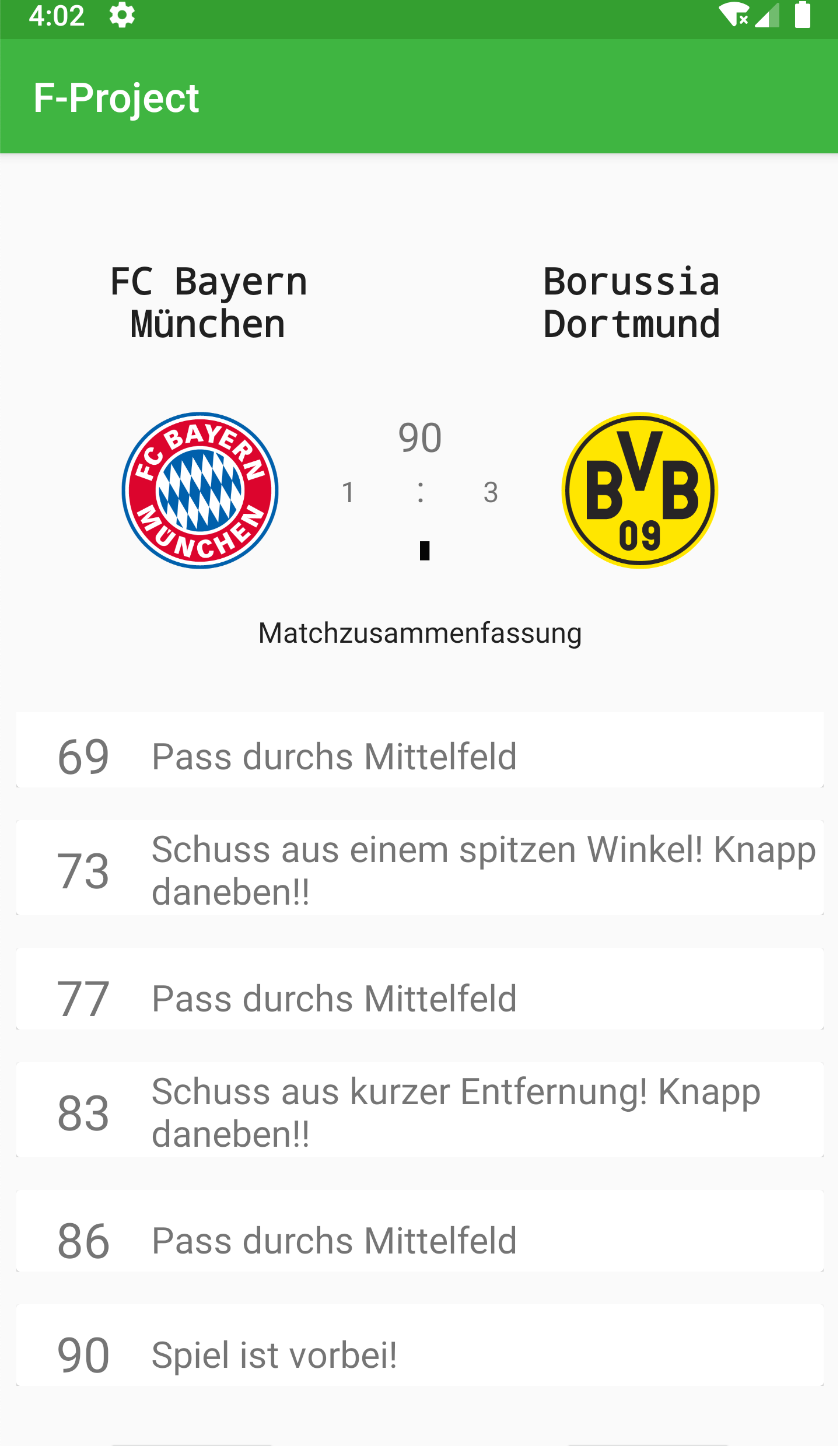 4:02
F-Project
FC Bayern
München
Borussia
Dortmund
FC BAYERN
MÜNCHEN
90
1 : 3
BVB
09
Matchzusammenfassung
69 Pass durchs Mittelfeld
73 Schuss aus einem spitzen Winkel! Knapp
daneben!!
77 Pass durchs Mittelfeld
83 Schuss aus kurzer Entfernung! Knapp
daneben!!
86 Pass durchs Mittelfeld
90 Spiel ist vorbei!